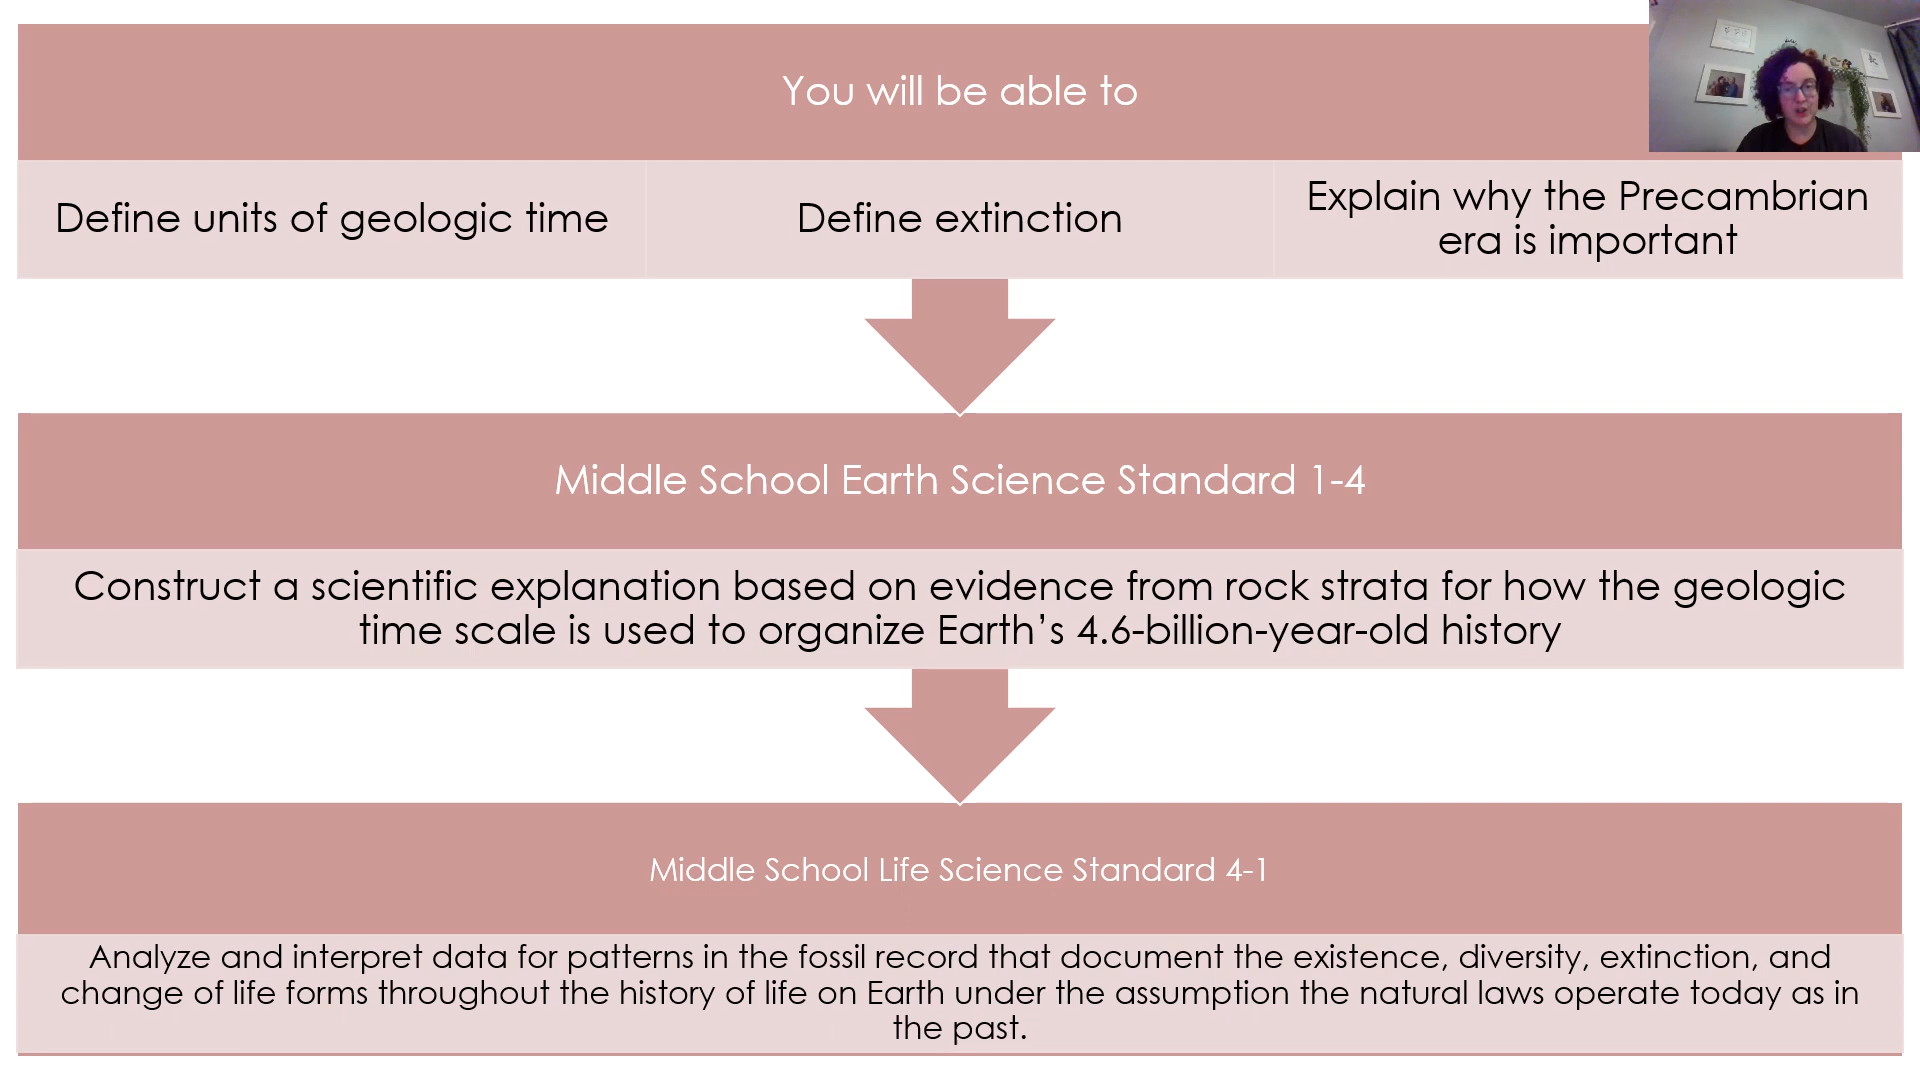 You will be able to
Define units of geologic time
Define extinction
Explain why the Precambrian
era is important
Middle School Earth Science Standard 1-4
Construct a scientific explanation based on evidence from rock strata for how the geologic
time scale is used to organize Earth’s 4.6-billion-year-old history
Middle School Life Science Standard 4-1
Analyze and interpret data for patterns in the fossil record that document the existence, diversity, extinction, and
change of life forms throughout the history of life on Earth under the assumption the natural laws operate today as in
the past.